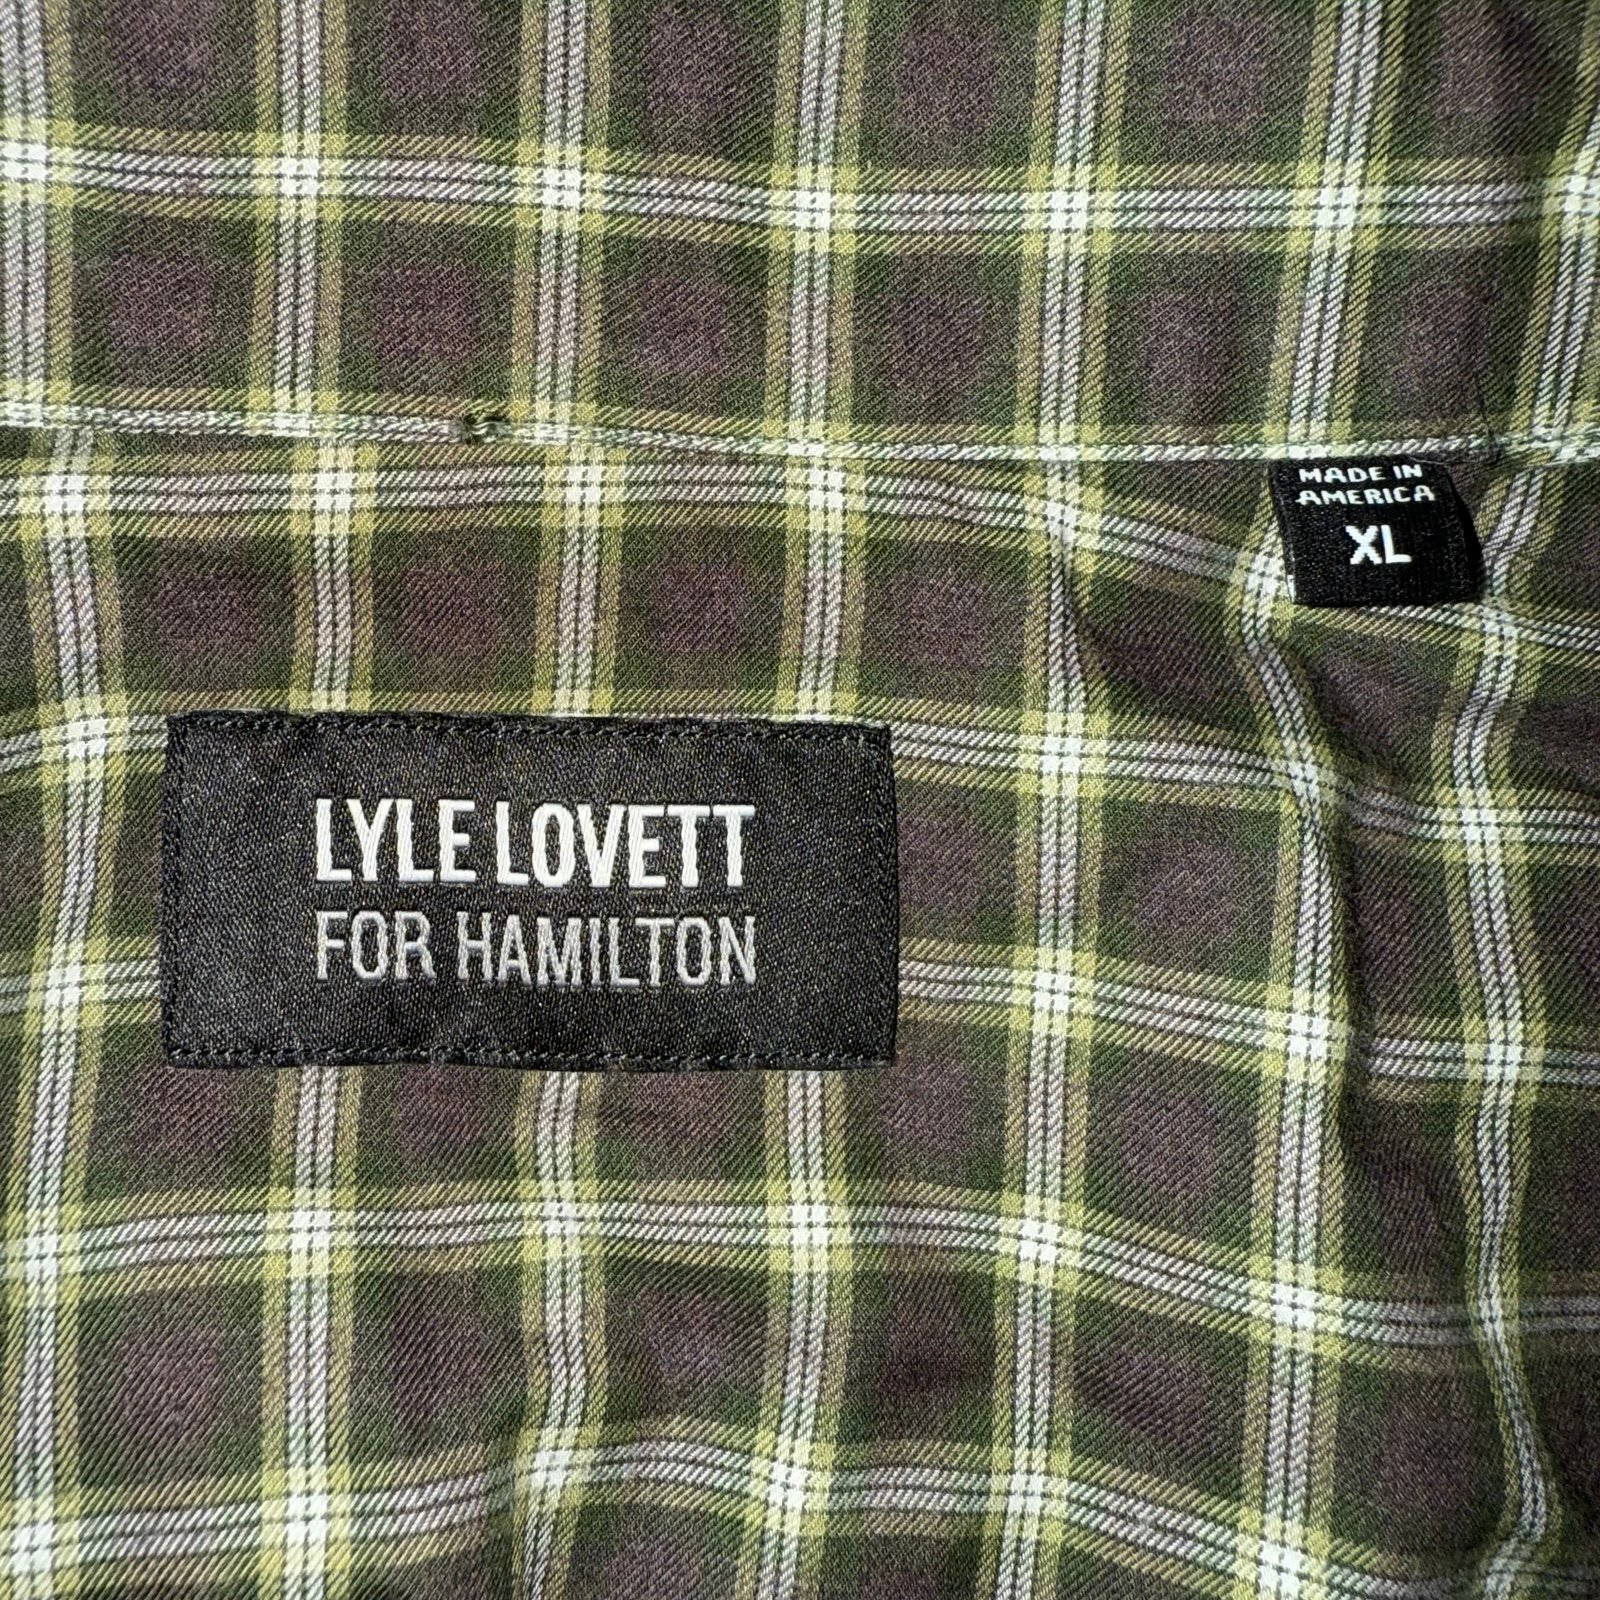 MADE IN
AMERICA
XL
LYLE LOVETT
FOR HAMILTON